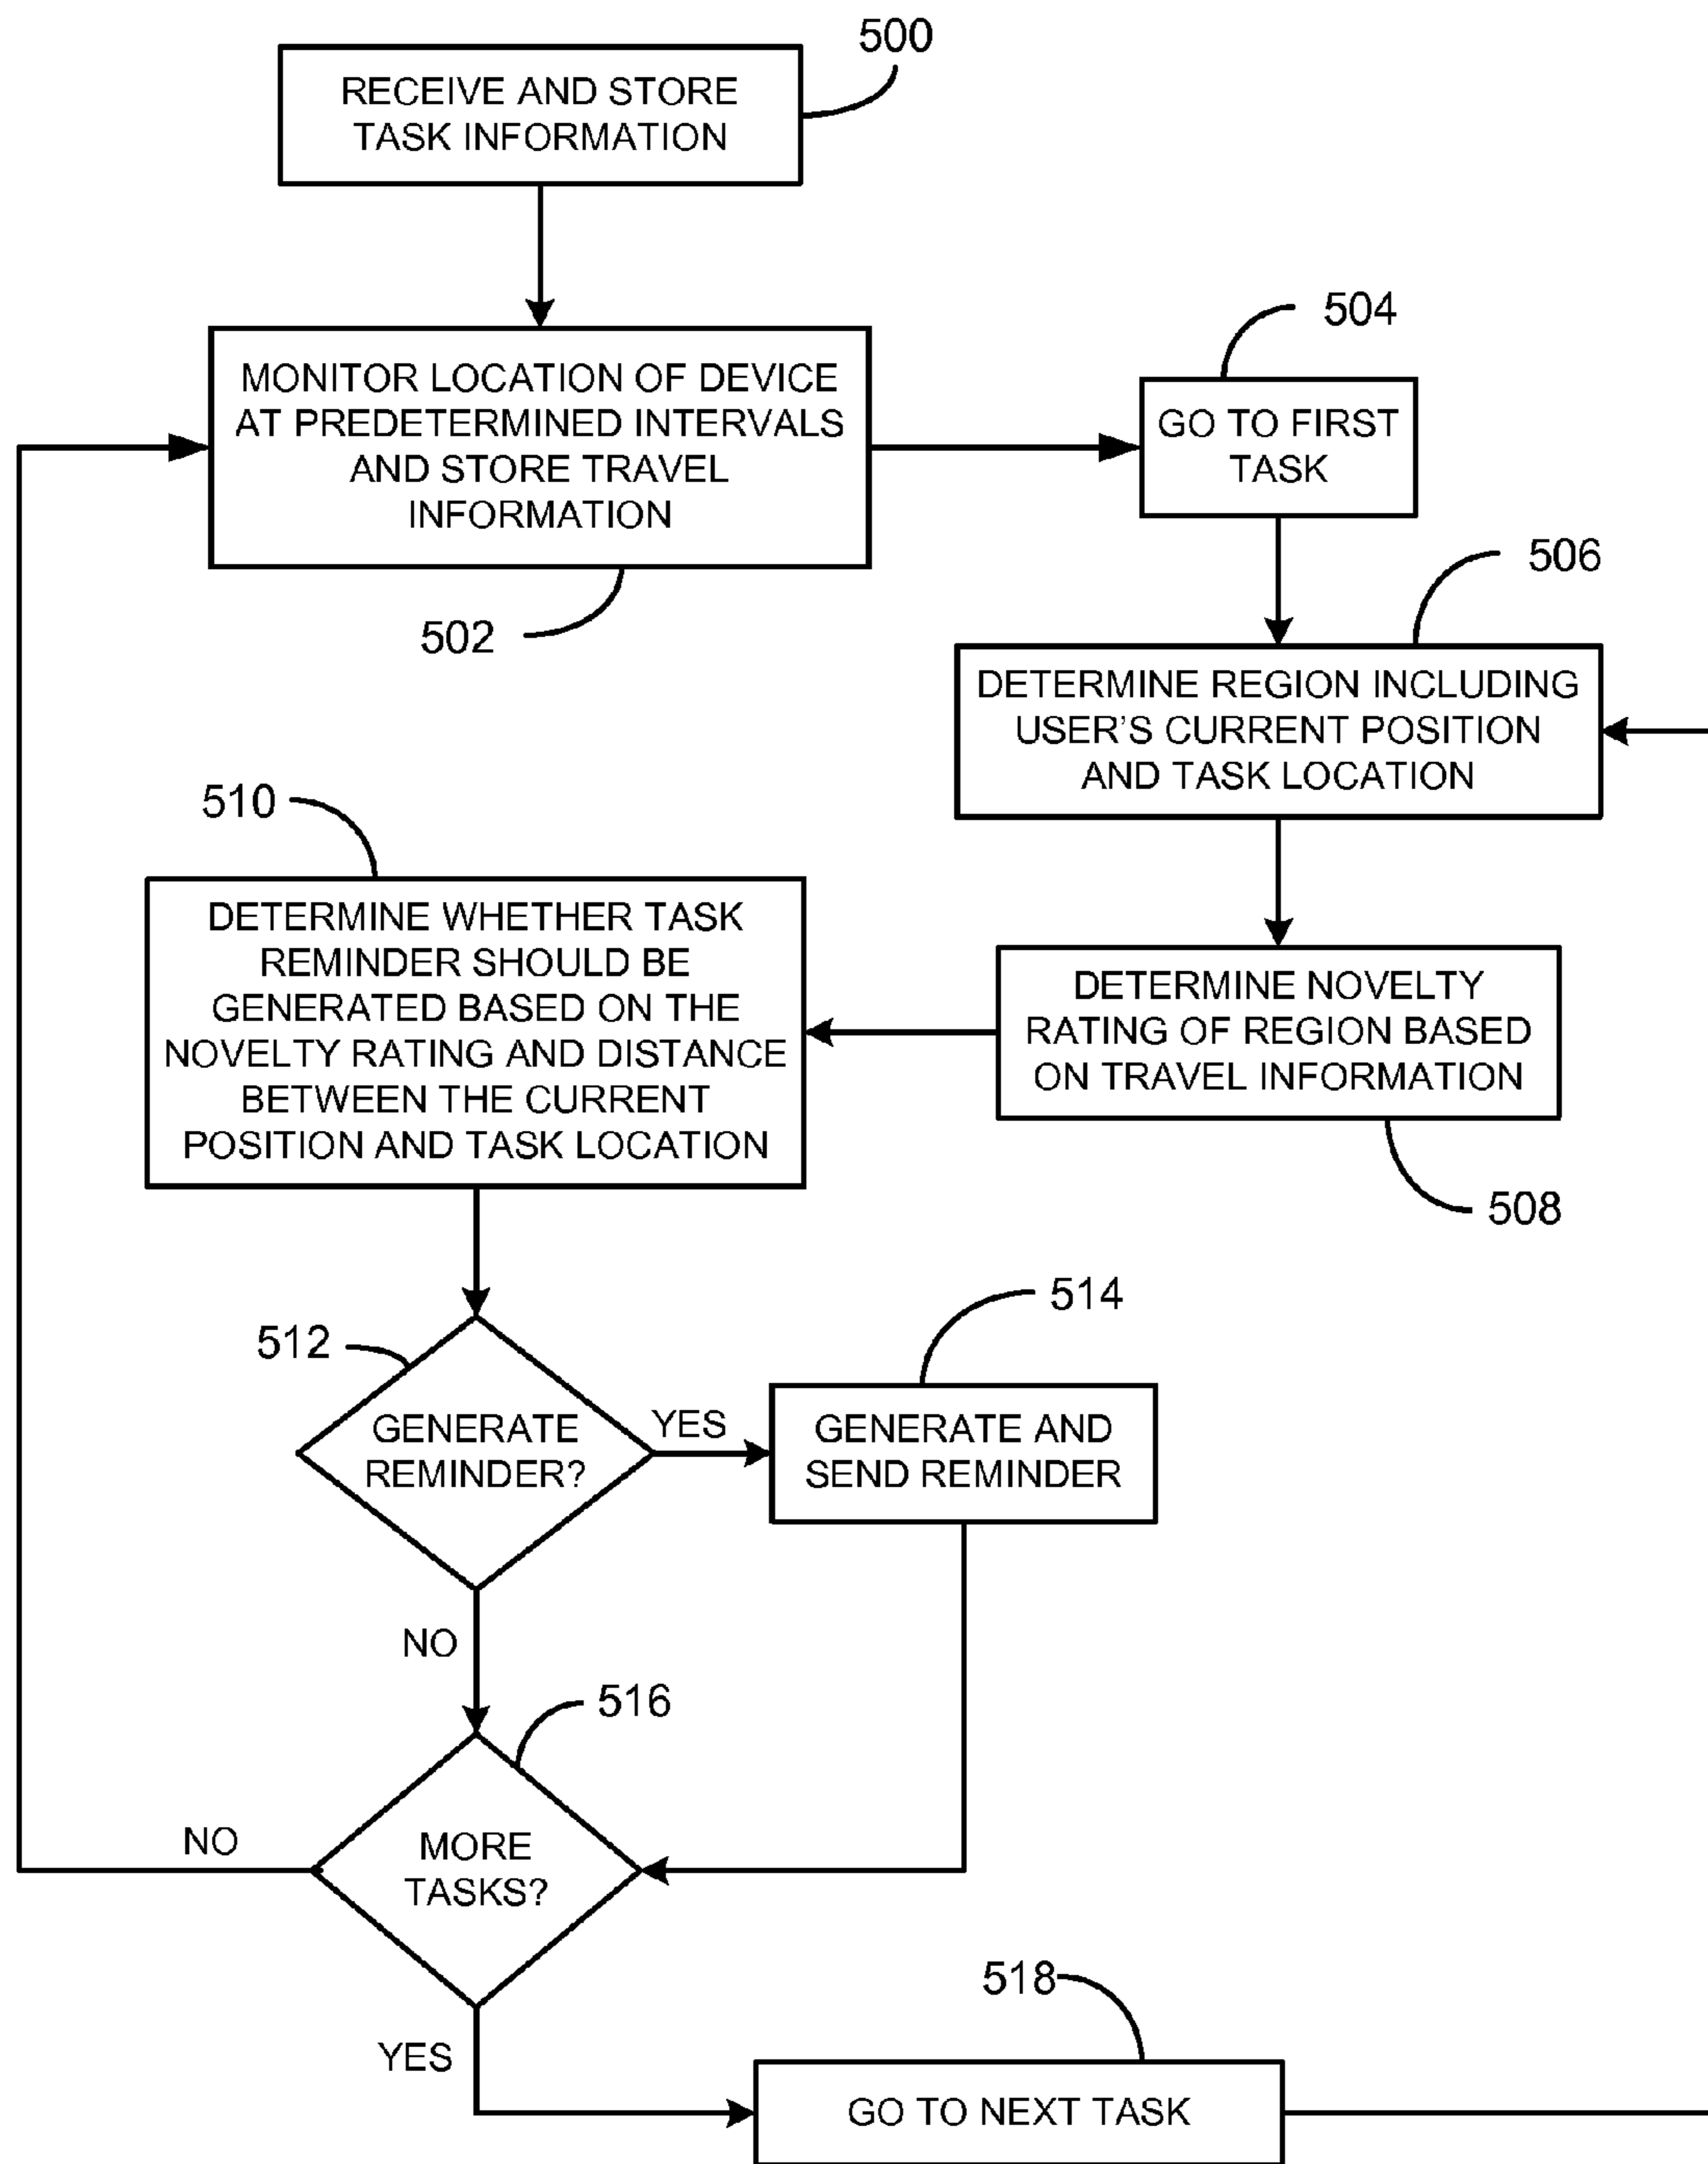 500
RECEIVE AND STORE
TASK INFORMATION
MONITOR LOCATION OF DEVICE
AT PREDETERMINED INTERVALS
AND STORE TRAVEL
INFORMATION
502
504
GO TO FIRST
TASK
506
DETERMINE REGION INCLUDING
USER'S CURRENT POSITION
AND TASK LOCATION
DETERMINE NOVELTY
RATING OF REGION BASED
ON TRAVEL INFORMATION
508
510
DETERMINE WHETHER TASK
REMINDER SHOULD BE
GENERATED BASED ON THE
NOVELTY RATING AND DISTANCE
BETWEEN THE CURRENT
POSITION AND TASK LOCATION
512
GENERATE
REMINDER?
YES
514
GENERATE AND
SEND REMINDER
NO
516
MORE
TASKS?
NO
YES
518
GO TO NEXT TASK